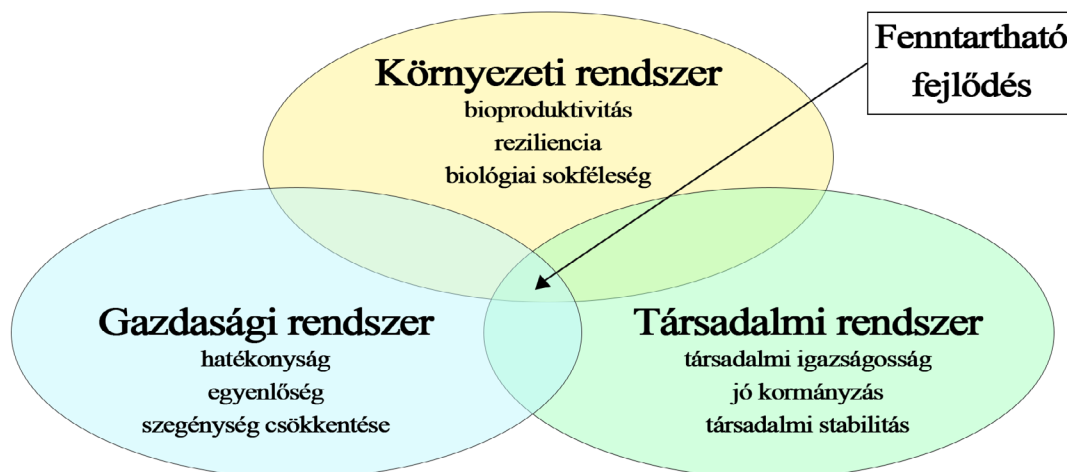 Fenntartható
fejlődés
Környezeti rendszer
bioproduktivitás
reziliencia
biológiai sokféleség
Gazdasági rendszer
hatékonyság
egyenlőség
szegénység csökkentése
Társadalmi rendszer
társadalmi igazságosság
jó kormányzás
társadalmi stabilitás